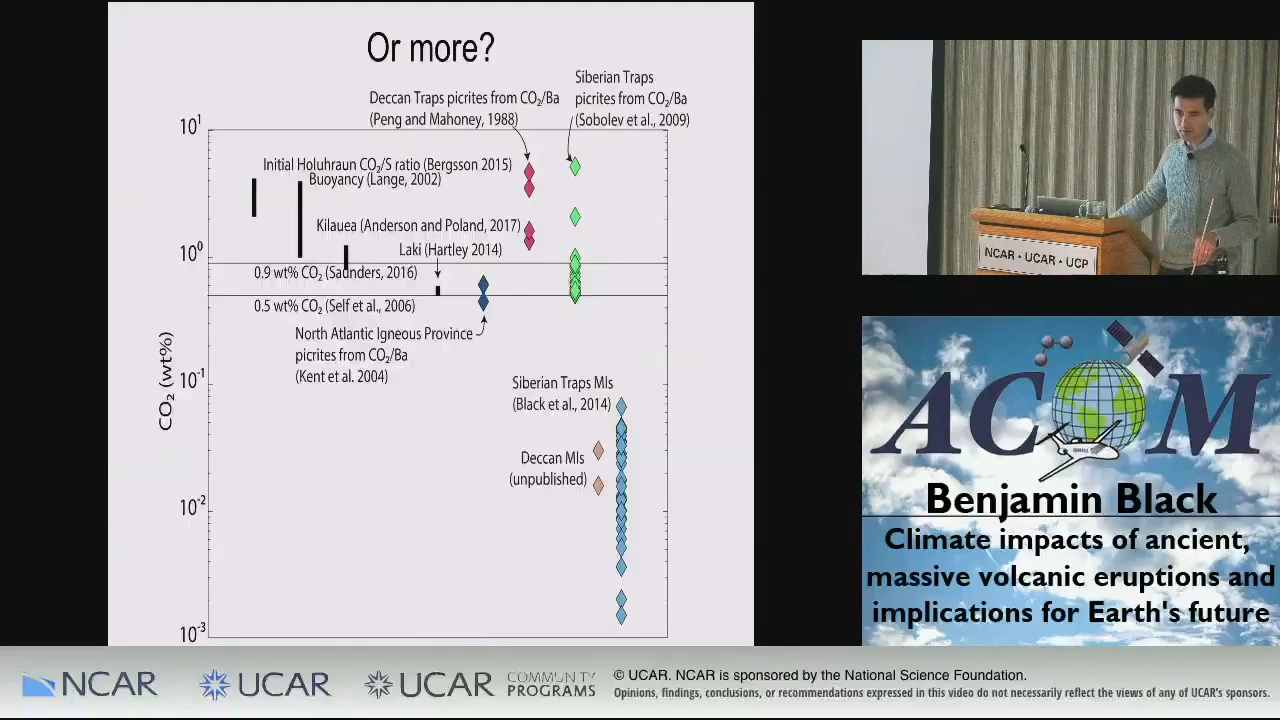 Or more?
Siberian Traps
picrites from CO₂/Ba
(Sobolev et al., 2009)
Deccan Traps picrites from CO₂/Ba
(Peng and Mahoney, 1988)
10¹
Initial Holuhraun CO₂/S ratio (Bergsson 2015)
Buoyancy (Lange, 2002)
Kilauea (Anderson and Poland, 2017)
Laki (Hartley 2014)
10⁰
0.9 wt% CO₂ (Saunders, 2016)
0.5 wt% CO₂ (Self et al., 2006)
North Atlantic Igneous Province
picrites from CO₂/Ba
(Kent et al. 2004)
CO₂ (wt%)
10⁻¹
Siberian Traps MIs
(Black et al., 2014)
Deccan MIs
(unpublished)
10⁻²
10⁻³
NCAR • UCAR • UCP
ACOM
Benjamin Black
Climate impacts of ancient,
massive volcanic eruptions and
implications for Earth's future
NCAR
UCAR
UCAR
COMMUNITY
PROGRAMS
© UCAR. NCAR is sponsored by the National Science Foundation.
Opinions, findings, conclusions, or recommendations expressed in this video do not necessarily reflect the views of any of UCAR's sponsors.